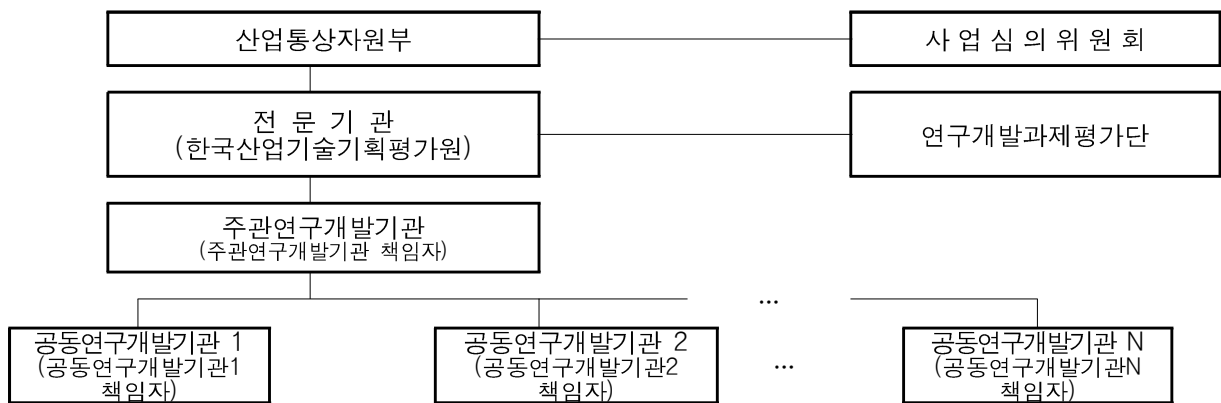 산업통상자원부
사 업 심 의 위 원 회
전 문 기 관
(한국산업기술기획평가원)
연구개발과제평가단
주관연구개발기관
(주관연구개발기관 책임자)
...
공동연구개발기관 1
(공동연구개발기관1
책임자)
공동연구개발기관 2
(공동연구개발기관2
책임자)
...
공동연구개발기관 N
(공동연구개발기관N
책임자)